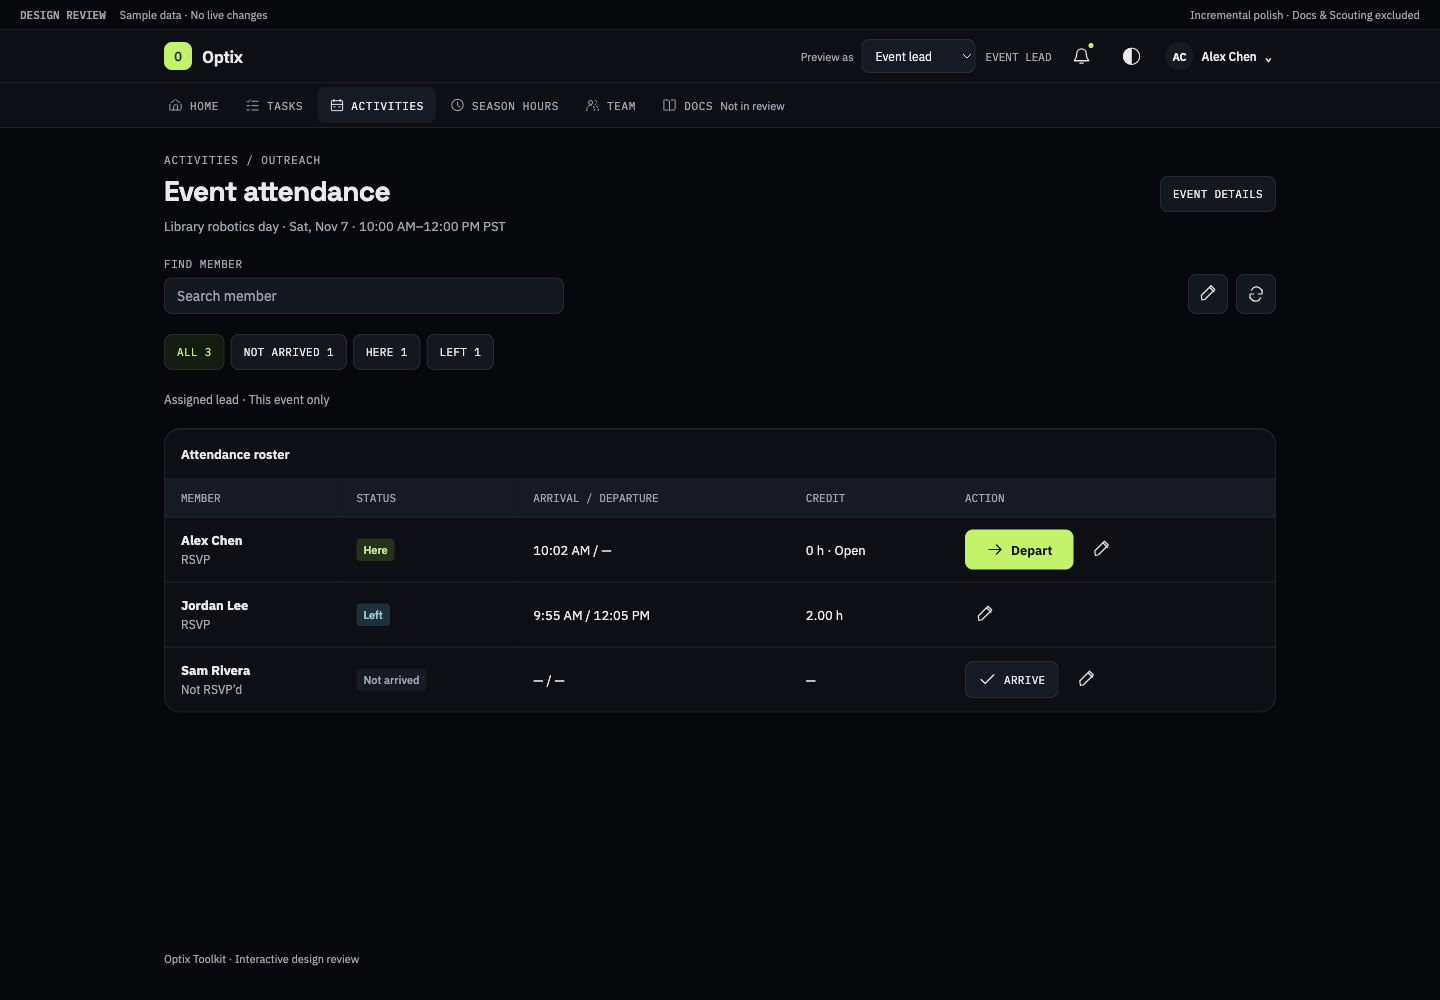 DESIGN REVIEW Sample data · No live changes Incremental polish · Docs & Scouting excluded
0 Optix Preview as Event lead EVENT LEAD AC Alex Chen
HOME TASKS ACTIVITIES SEASON HOURS TEAM DOCS Not in review
ACTIVITIES / OUTREACH
Event attendance
EVENT DETAILS
Library robotics day · Sat, Nov 7 · 10:00 AM–12:00 PM PST
FIND MEMBER
Search member
ALL 3 NOT ARRIVED 1 HERE 1 LEFT 1
Assigned lead · This event only
Attendance roster
MEMBER STATUS ARRIVAL / DEPARTURE CREDIT ACTION
Alex Chen
RSVP
Here 10:02 AM / — 0 h · Open Depart
Jordan Lee
RSVP
Left 9:55 AM / 12:05 PM 2.00 h
Sam Rivera
Not RSVP’d
Not arrived — / — — ARRIVE
Optix Toolkit · Interactive design review